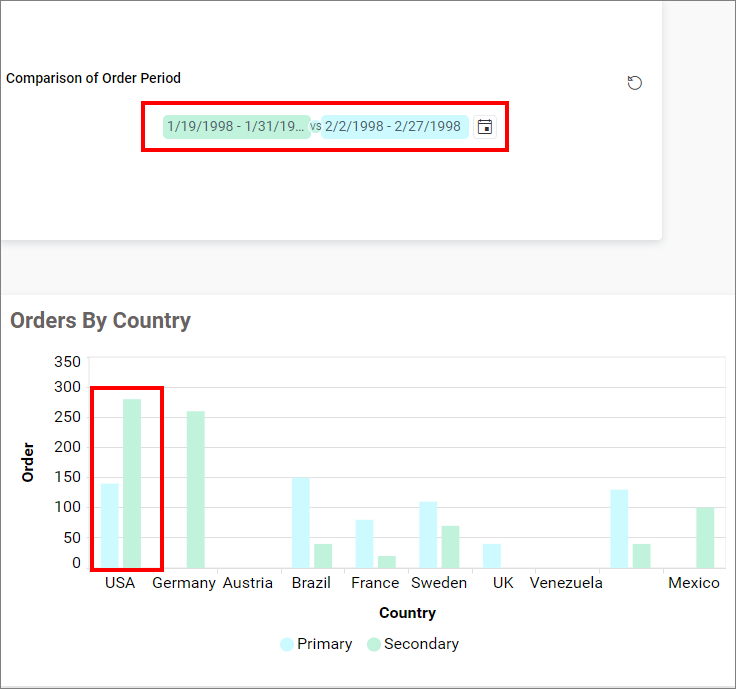 Comparison of Order Period
1/19/1998 - 1/31/19... vs 2/2/1998 - 2/27/1998
Orders By Country
350
300
250
200
150
100
50
0
Order
USA Germany Austria Brazil France Sweden UK Venezuela Mexico
Country
Primary Secondary